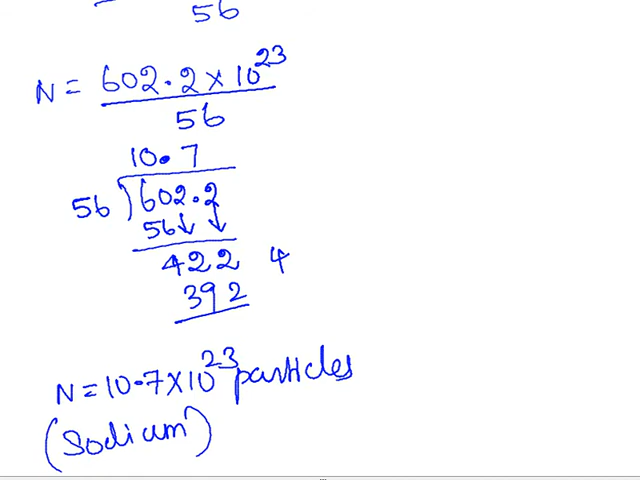 56
N = 602.2 × 10^23
56
10.7
56 ) 602.2
56↓ ↓
422 4
392
N = 10.7 × 10^23 particles
(Sodium)